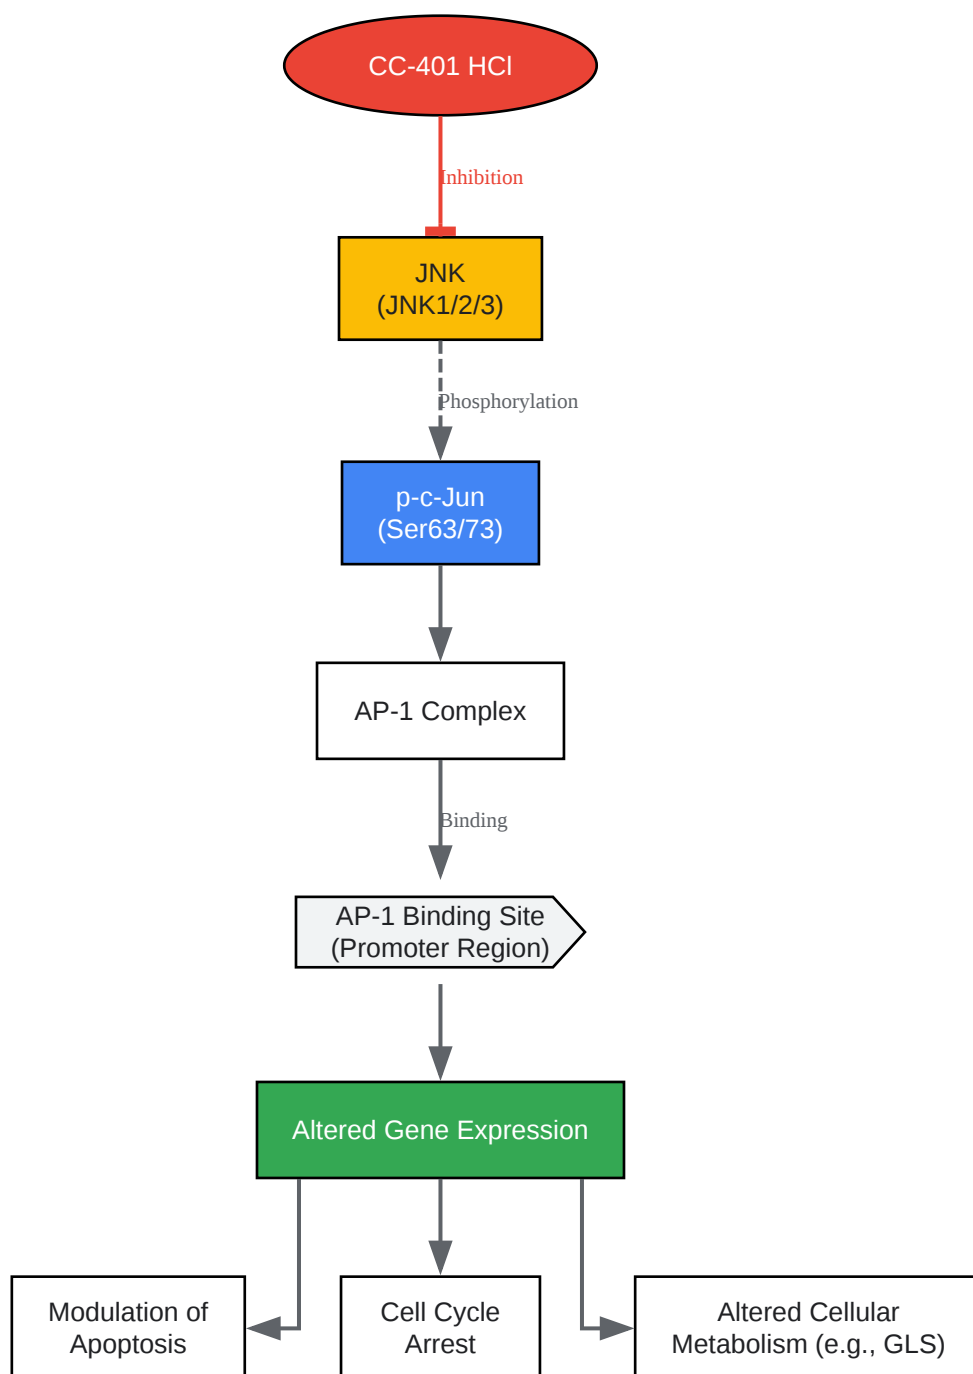 CC-401 HCl
Inhibition
JNK
(JNK1/2/3)
Phosphorylation
p-c-Jun
(Ser63/73)
AP-1 Complex
Binding
AP-1 Binding Site
(Promoter Region)
Altered Gene Expression
Modulation of
Apoptosis
Cell Cycle
Arrest
Altered Cellular
Metabolism (e.g., GLS)